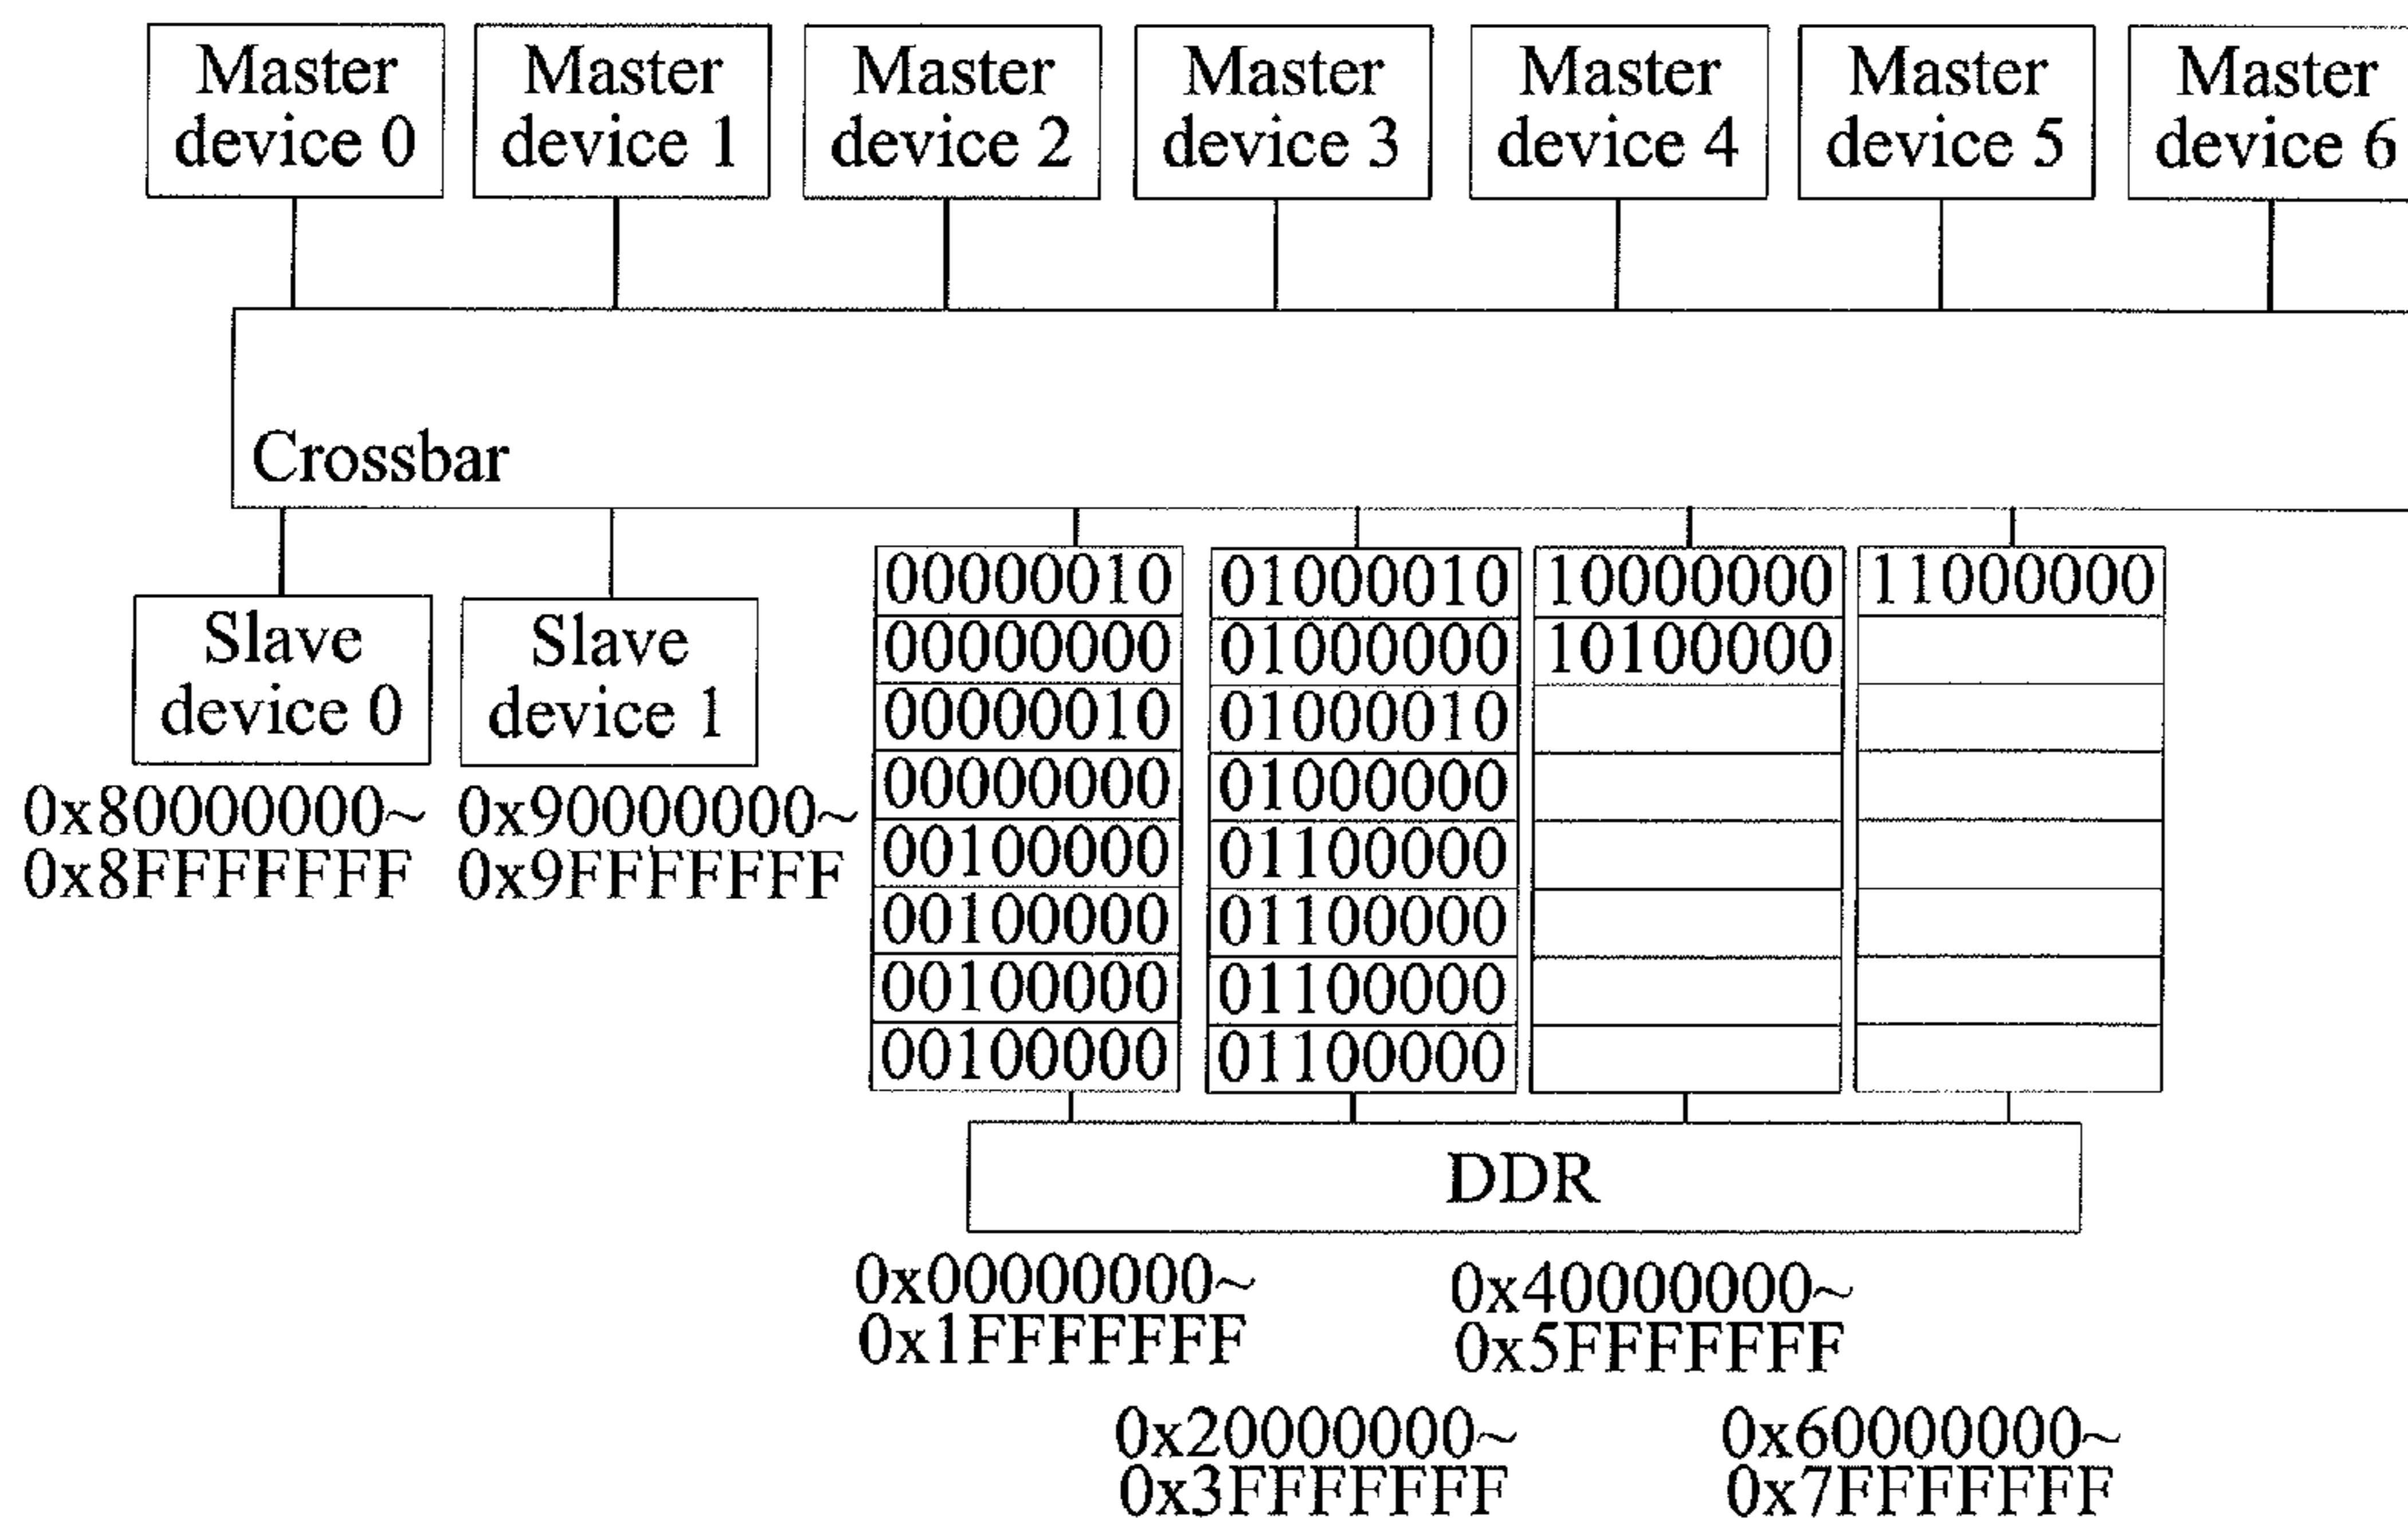 Master
device 0
Master
device 1
Master
device 2
Master
device 3
Master
device 4
Master
device 5
Master
device 6
Crossbar
Slave
device 0
0x80000000~
0x8FFFFFFF
Slave
device 1
0x90000000~
0x9FFFFFFF
00000010
00000000
00000010
00000000
00100000
00100000
00100000
00100000
01000010
01000000
01000010
01000000
01100000
01100000
01100000
01100000
10000000
10100000
11000000
DDR
0x00000000~
0x1FFFFFFF
0x20000000~
0x3FFFFFFF
0x40000000~
0x5FFFFFFF
0x60000000~
0x7FFFFFFF